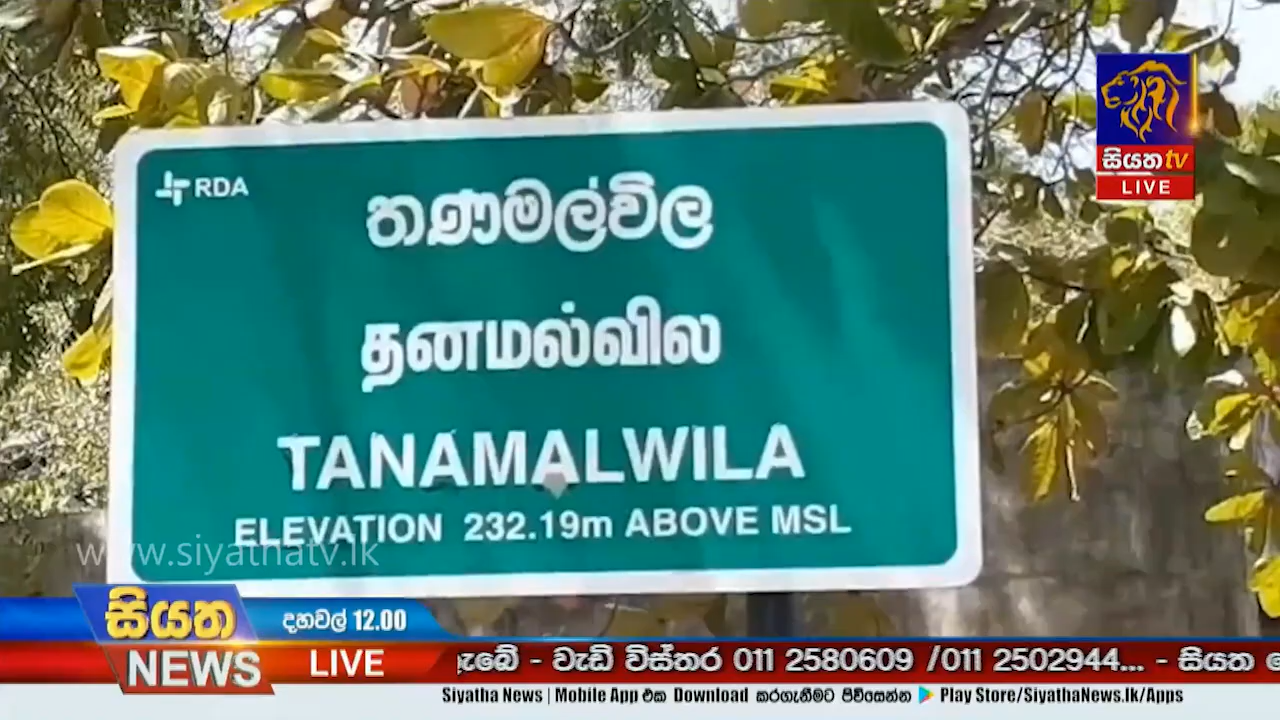 සියත tv
LIVE
RDA
තණමල්විල
தனமல்வில
TANAMALWILA
ELEVATION 232.19m ABOVE MSL
www.siyathatv.lk
සියත
NEWS
දහවල් 12.00
LIVE
- වැඩි විස්තර 011 2580609 /011 2502944... - සියත
Siyatha News | Mobile App එක Download කරගැනීමට පිවිසෙන්න Play Store/SiyathaNews.lk/Apps